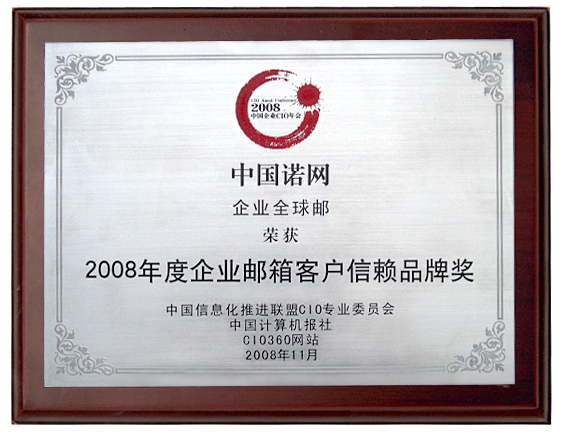 CIO Annual Conference
2008
中国企业CIO年会
中国诺网
企业全球邮
荣获
2008年度企业邮箱客户信赖品牌奖
中国信息化推进联盟CIO专业委员会
中国计算机报社
CIO360网站
2008年11月